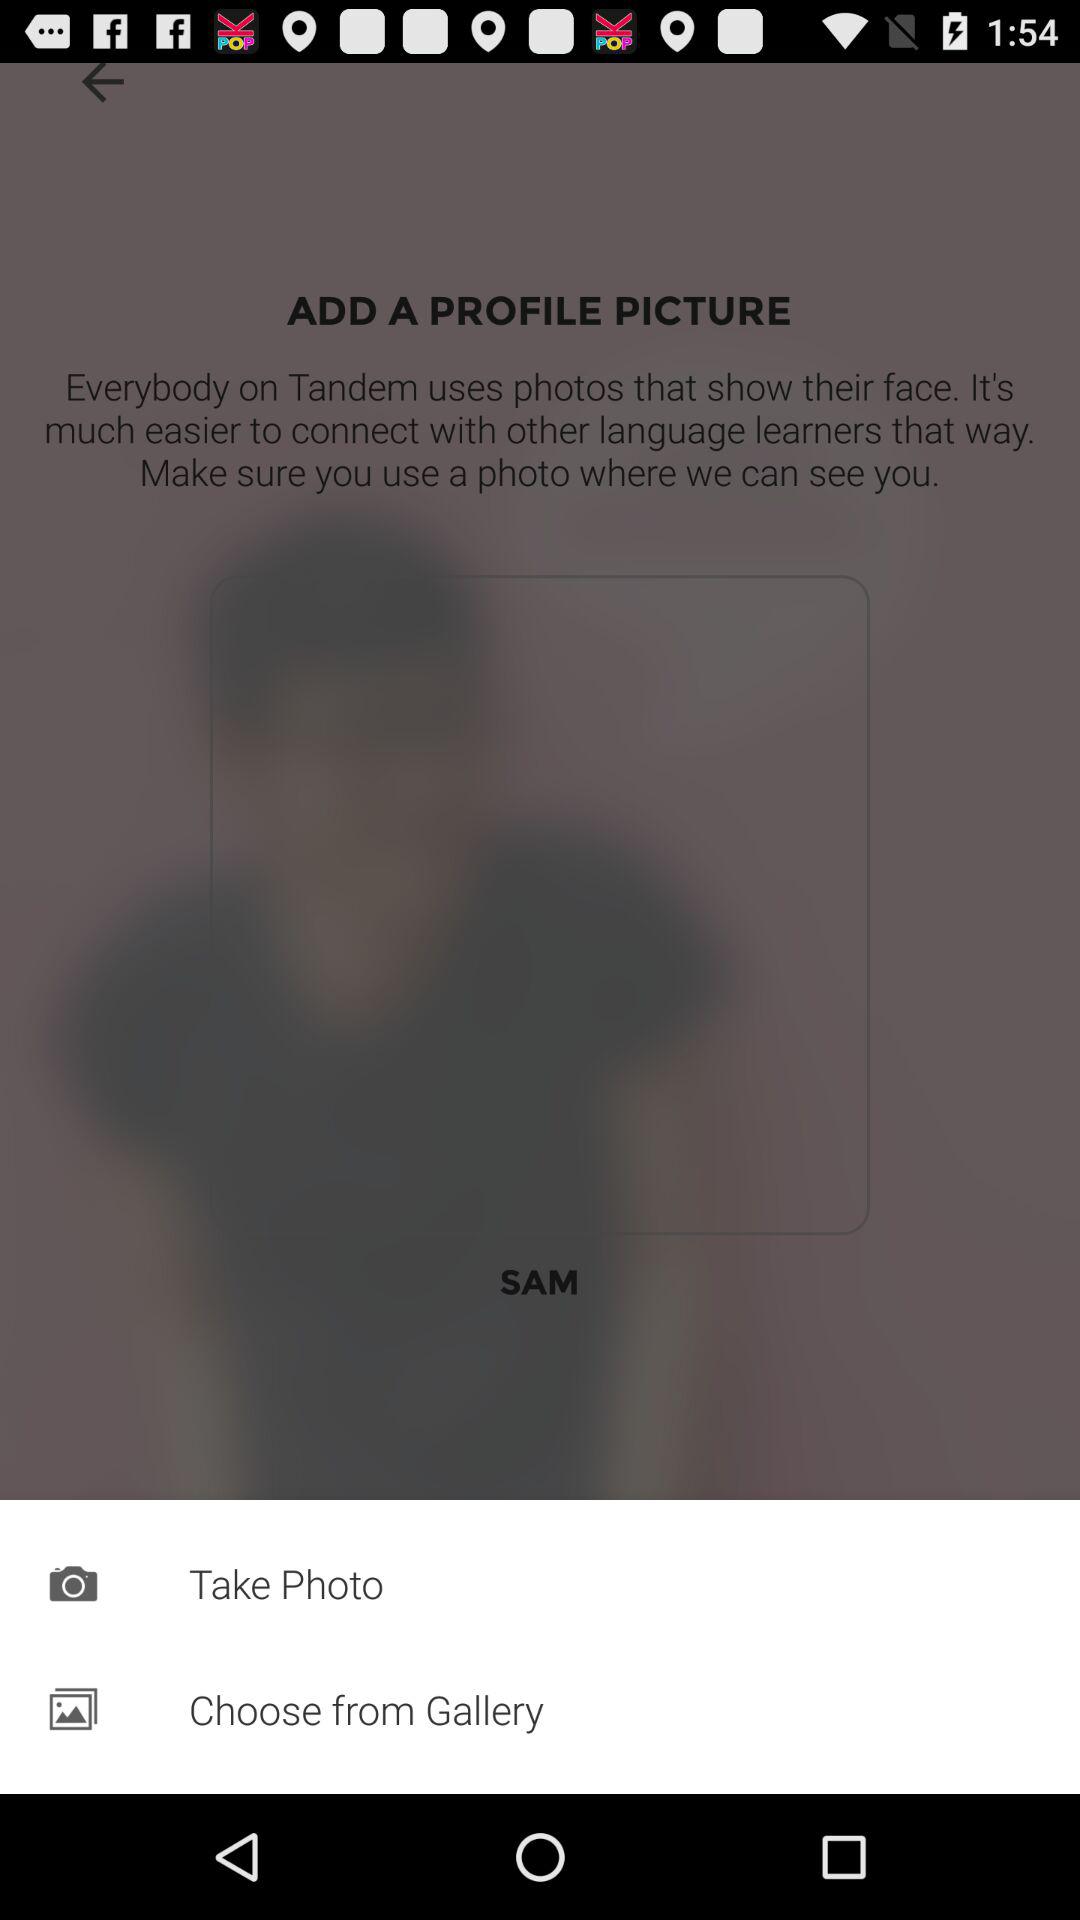 1:54
ADD A PROFILE PICTURE
Everybody on Tandem uses photos that show their face. It's
much easier to connect with other language learners that way.
Make sure you use a photo where we can see you.
SAM
Take Photo
Choose from Gallery